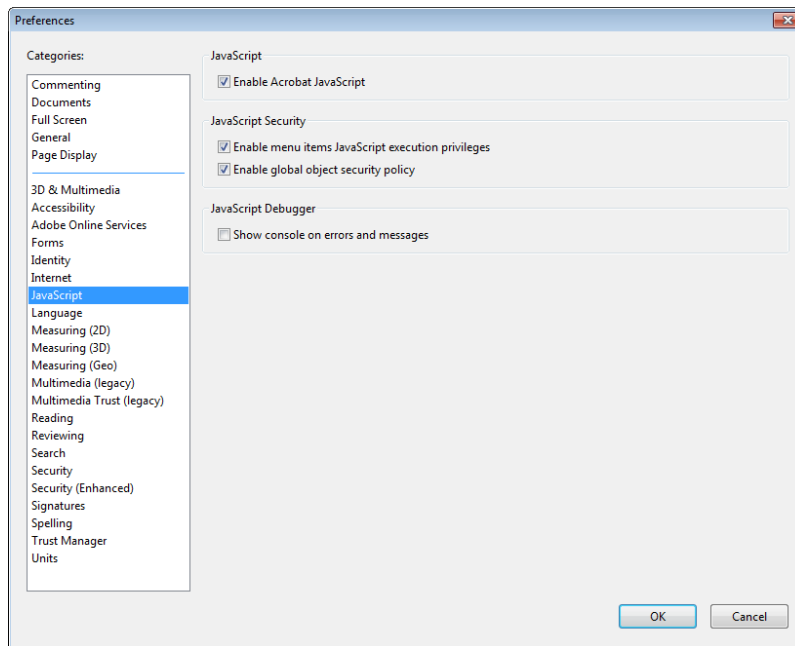 Preferences
Categories:
Commenting
Documents
Full Screen
General
Page Display
3D & Multimedia
Accessibility
Adobe Online Services
Forms
Identity
Internet
JavaScript
Language
Measuring (2D)
Measuring (3D)
Measuring (Geo)
Multimedia (legacy)
Multimedia Trust (legacy)
Reading
Reviewing
Search
Security
Security (Enhanced)
Signatures
Spelling
Trust Manager
Units
JavaScript
Enable Acrobat JavaScript
JavaScript Security
Enable menu items JavaScript execution privileges
Enable global object security policy
JavaScript Debugger
Show console on errors and messages
OK
Cancel